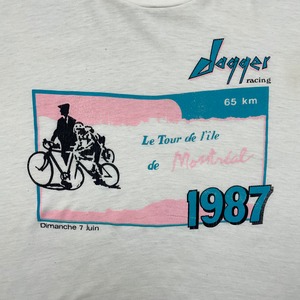 dagger
racing
65 km
Le Tour de l'île
de Montréal
1987
Dimanche 7 Juin